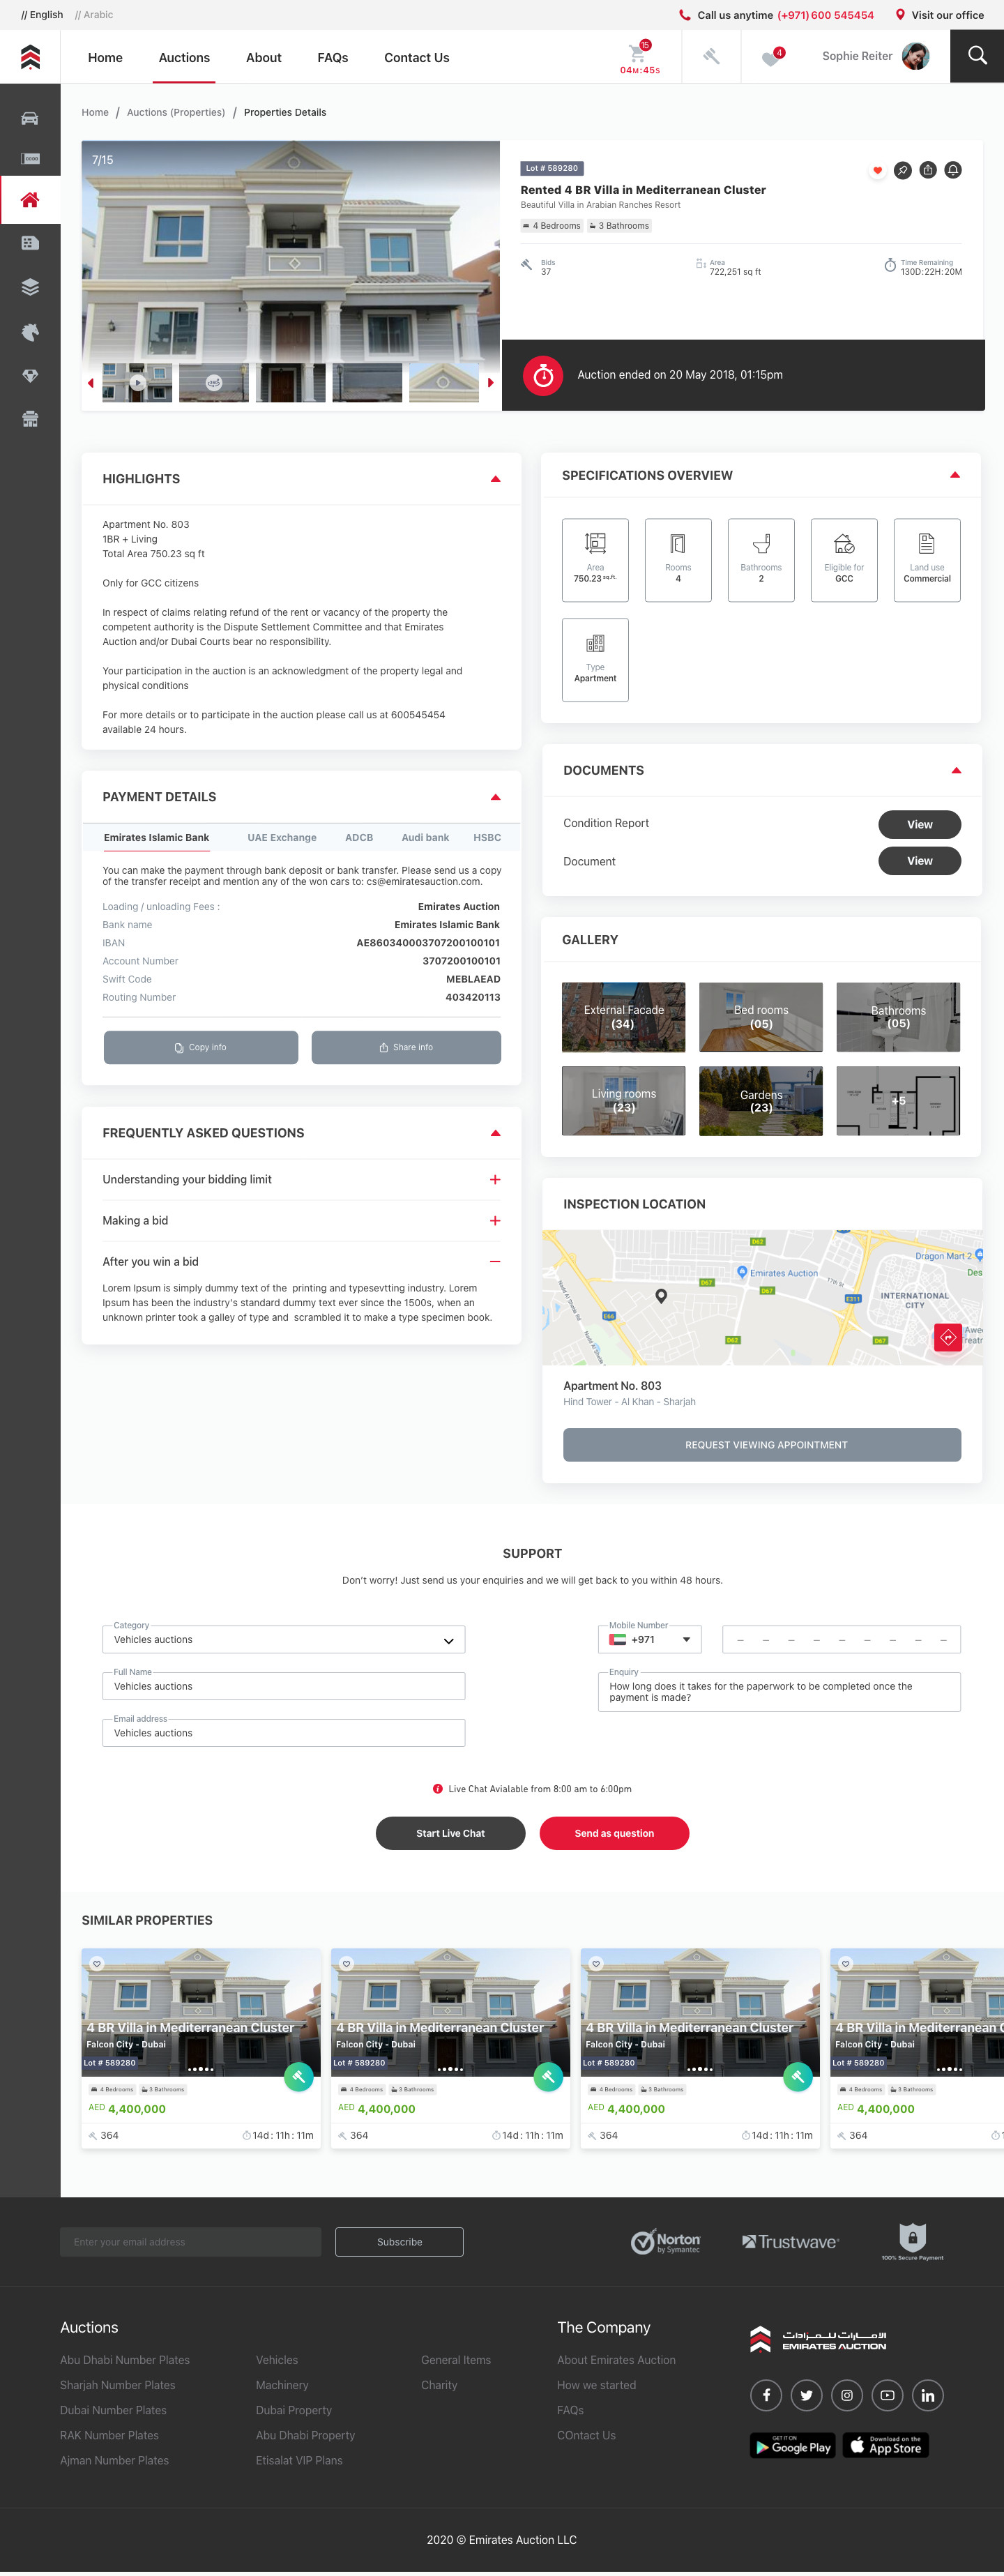 // English // Arabic
Call us anytime (+971) 600 545454
Visit our office
Home Auctions About FAQs Contact Us
15
04M:45S
4
Sophie Reiter
Home / Auctions (Properties) / Properties Details
7/15
Lot # 589280
Rented 4 BR Villa in Mediterranean Cluster
Beautiful Villa in Arabian Ranches Resort
4 Bedrooms 3 Bathrooms
Bids
37
Area
722,251 sq ft
Time Remaining
130D:22H:20M
Auction ended on 20 May 2018, 01:15pm
HIGHLIGHTS
Apartment No. 803
1BR + Living
Total Area 750.23 sq ft
Only for GCC citizens
In respect of claims relating refund of the rent or vacancy of the property the
competent authority is the Dispute Settlement Committee and that Emirates
Auction and/or Dubai Courts bear no responsibility.
Your participation in the auction is an acknowledgment of the property legal and
physical conditions
For more details or to participate in the auction please call us at 600545454
available 24 hours.
SPECIFICATIONS OVERVIEW
Area
750.23 sq.ft.
Rooms
4
Bathrooms
2
Eligible for
GCC
Land use
Commercial
Type
Apartment
PAYMENT DETAILS
Emirates Islamic Bank UAE Exchange ADCB Audi bank HSBC
You can make the payment through bank deposit or bank transfer. Please send us a copy
of the transfer receipt and mention any of the won cars to: cs@emiratesauction.com.
Loading / unloading Fees : Emirates Auction
Bank name Emirates Islamic Bank
IBAN AE860340003707200100101
Account Number 3707200100101
Swift Code MEBLAEAD
Routing Number 403420113
Copy info
Share info
DOCUMENTS
Condition Report View
Document View
GALLERY
External Facade
(34)
Bed rooms
(05)
Bathrooms
(05)
Living rooms
(23)
Gardens
(23)
+5
FREQUENTLY ASKED QUESTIONS
Understanding your bidding limit
Making a bid
After you win a bid
Lorem Ipsum is simply dummy text of the printing and typesevtting industry. Lorem
Ipsum has been the industry's standard dummy text ever since the 1500s, when an
unknown printer took a galley of type and scrambled it to make a type specimen book.
INSPECTION LOCATION
D62
Dragon Mart 2
Emirates Auction
Des
D67
D67
17th St
E311
INTERNATIONAL
CITY
E66
D62
D67
Awe
Treatr
Apartment No. 803
Hind Tower - Al Khan - Sharjah
REQUEST VIEWING APPOINTMENT
SUPPORT
Don't worry! Just send us your enquiries and we will get back to you within 48 hours.
Category
Vehicles auctions
Mobile Number
+971
Full Name
Vehicles auctions
Enquiry
How long does it takes for the paperwork to be completed once the
payment is made?
Email address
Vehicles auctions
Live Chat Avialable from 8:00 am to 6:00pm
Start Live Chat
Send as question
SIMILAR PROPERTIES
4 BR Villa in Mediterranean Cluster
Falcon City - Dubai
Lot # 589280
4 Bedrooms 3 Bathrooms
AED 4,400,000
364 14d : 11h : 11m
4 BR Villa in Mediterranean Cluster
Falcon City - Dubai
Lot # 589280
4 Bedrooms 3 Bathrooms
AED 4,400,000
364 14d : 11h : 11m
4 BR Villa in Mediterranean Cluster
Falcon City - Dubai
Lot # 589280
4 Bedrooms 3 Bathrooms
AED 4,400,000
364 14d : 11h : 11m
4 BR Villa in Mediterranean C
Falcon City - Dubai
Lot # 589280
4 Bedrooms 3 Bathrooms
AED 4,400,000
364
Enter your email address
Subscribe
Norton
by Symantec
Trustwave
100% Secure Payment
Auctions
Abu Dhabi Number Plates
Sharjah Number Plates
Dubai Number Plates
RAK Number Plates
Ajman Number Plates
Vehicles
Machinery
Dubai Property
Abu Dhabi Property
Etisalat VIP Plans
General Items
Charity
The Company
About Emirates Auction
How we started
FAQs
COntact Us
الإمارات للمزادات
EMIRATES AUCTION
GET IT ON
Google Play
Download on the
App Store
2020 © Emirates Auction LLC